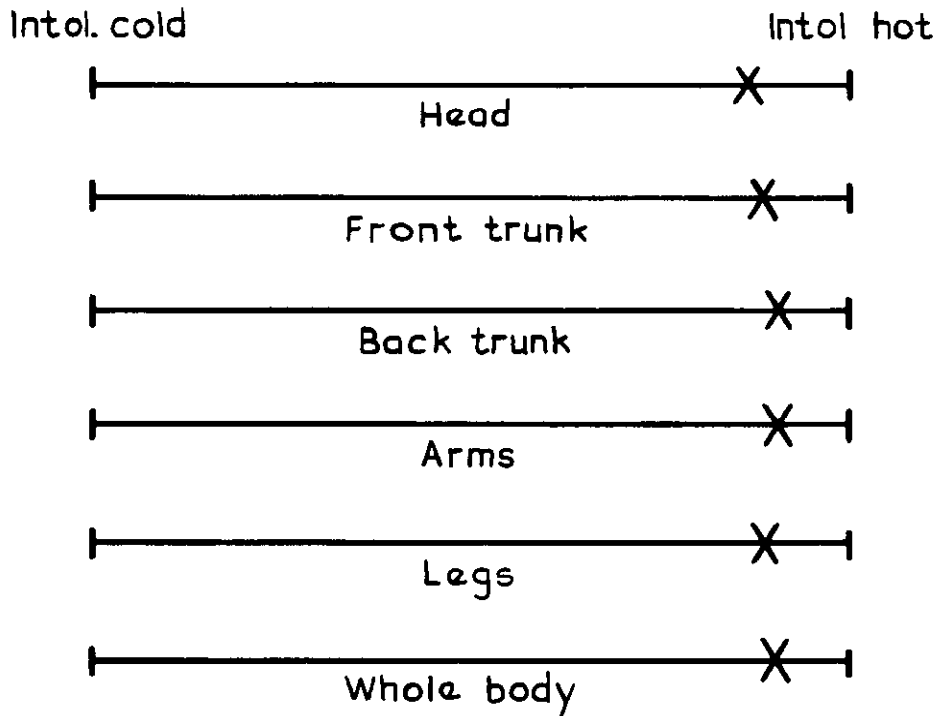 Intol. cold Intol hot
Head
Front trunk
Back trunk
Arms
Legs
Whole body